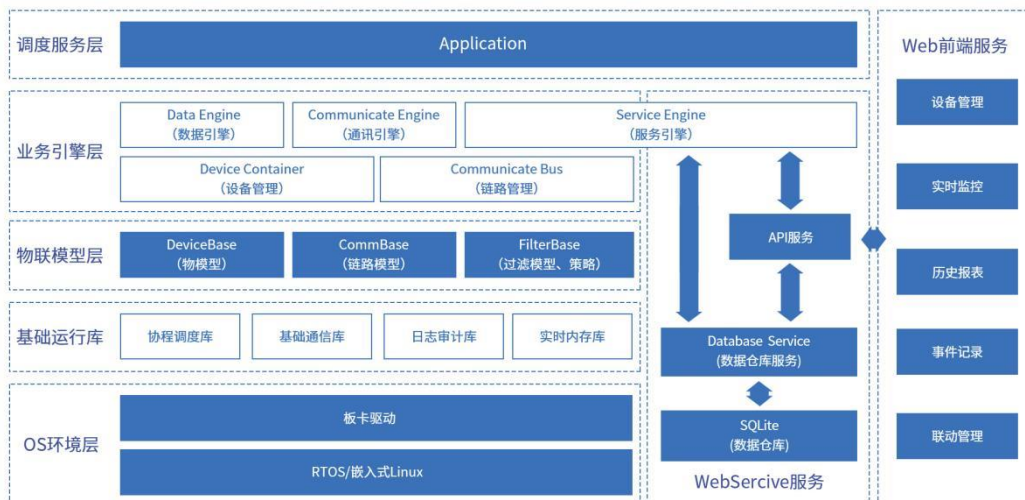 调度服务层
Application
业务引擎层
Data Engine
（数据引擎）
Communicate Engine
（通讯引擎）
Service Engine
（服务引擎）
Device Container
（设备管理）
Communicate Bus
（链路管理）
物联模型层
DeviceBase
（物模型）
CommBase
（链路模型）
FilterBase
（过滤模型、策略）
基础运行库
协程调度库
基础通信库
日志审计库
实时内存库
OS环境层
板卡驱动
RTOS/嵌入式Linux
API服务
Database Service
(数据仓库服务)
SQLite
(数据仓库)
WebSercive服务
Web前端服务
设备管理
实时监控
历史报表
事件记录
联动管理